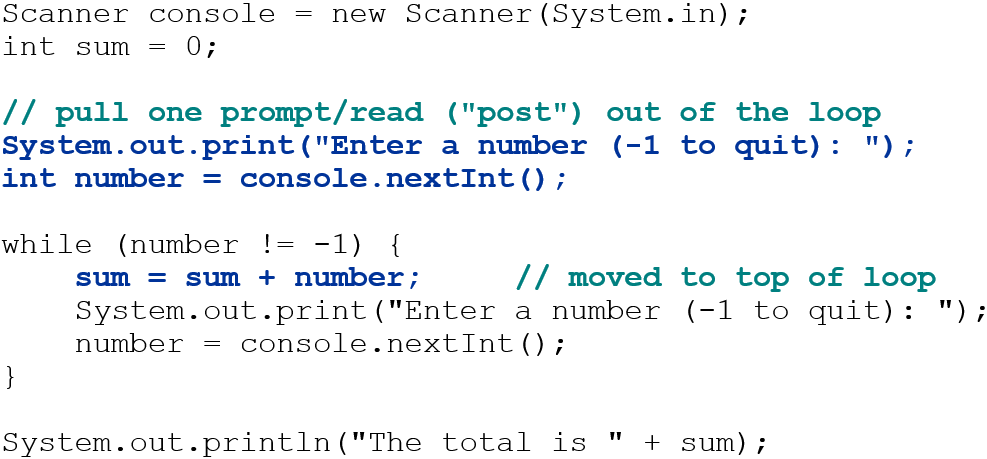 Scanner console = new Scanner(System.in);
int sum = 0;
// pull one prompt/read ("post") out of the loop
System.out.print("Enter a number (-1 to quit): ");
int number = console.nextInt();
while (number != -1) {
    sum = sum + number;     // moved to top of loop
    System.out.print("Enter a number (-1 to quit): ");
    number = console.nextInt();
}
System.out.println("The total is " + sum);